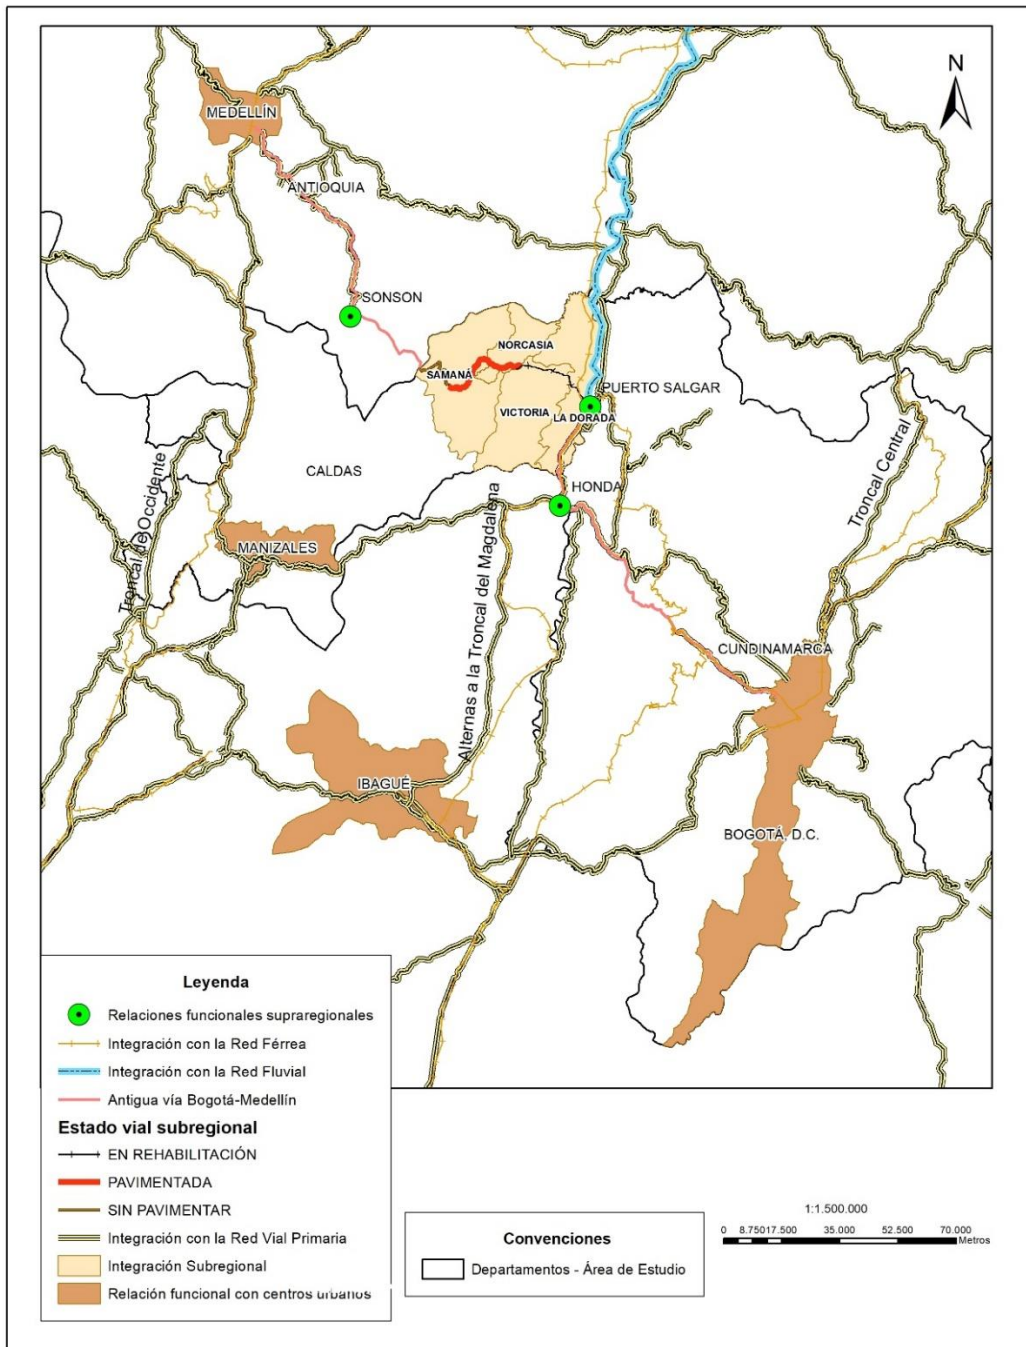 N
MEDELLÍN
ANTIOQUIA
SONSON
NORCASIA
SAMANÁ
PUERTO SALGAR
VICTORIA
LA DORADA
CALDAS
HONDA
Troncal de Occidente
Alternas a la Troncal del Magdalena
Troncal Central
MANIZALES
CUNDINAMARCA
IBAGUÉ
BOGOTÁ, D.C.
Leyenda
Relaciones funcionales supraregionales
Integración con la Red Férrea
Integración con la Red Fluvial
Antigua vía Bogotá-Medellín
Estado vial subregional
EN REHABILITACIÓN
PAVIMENTADA
SIN PAVIMENTAR
Integración con la Red Vial Primaria
Integración Subregional
Relación funcional con centros urbanos
Convenciones
Departamentos - Área de Estudio
1:1.500.000
0 8.750 17.500 35.000 52.500 70.000
Metros